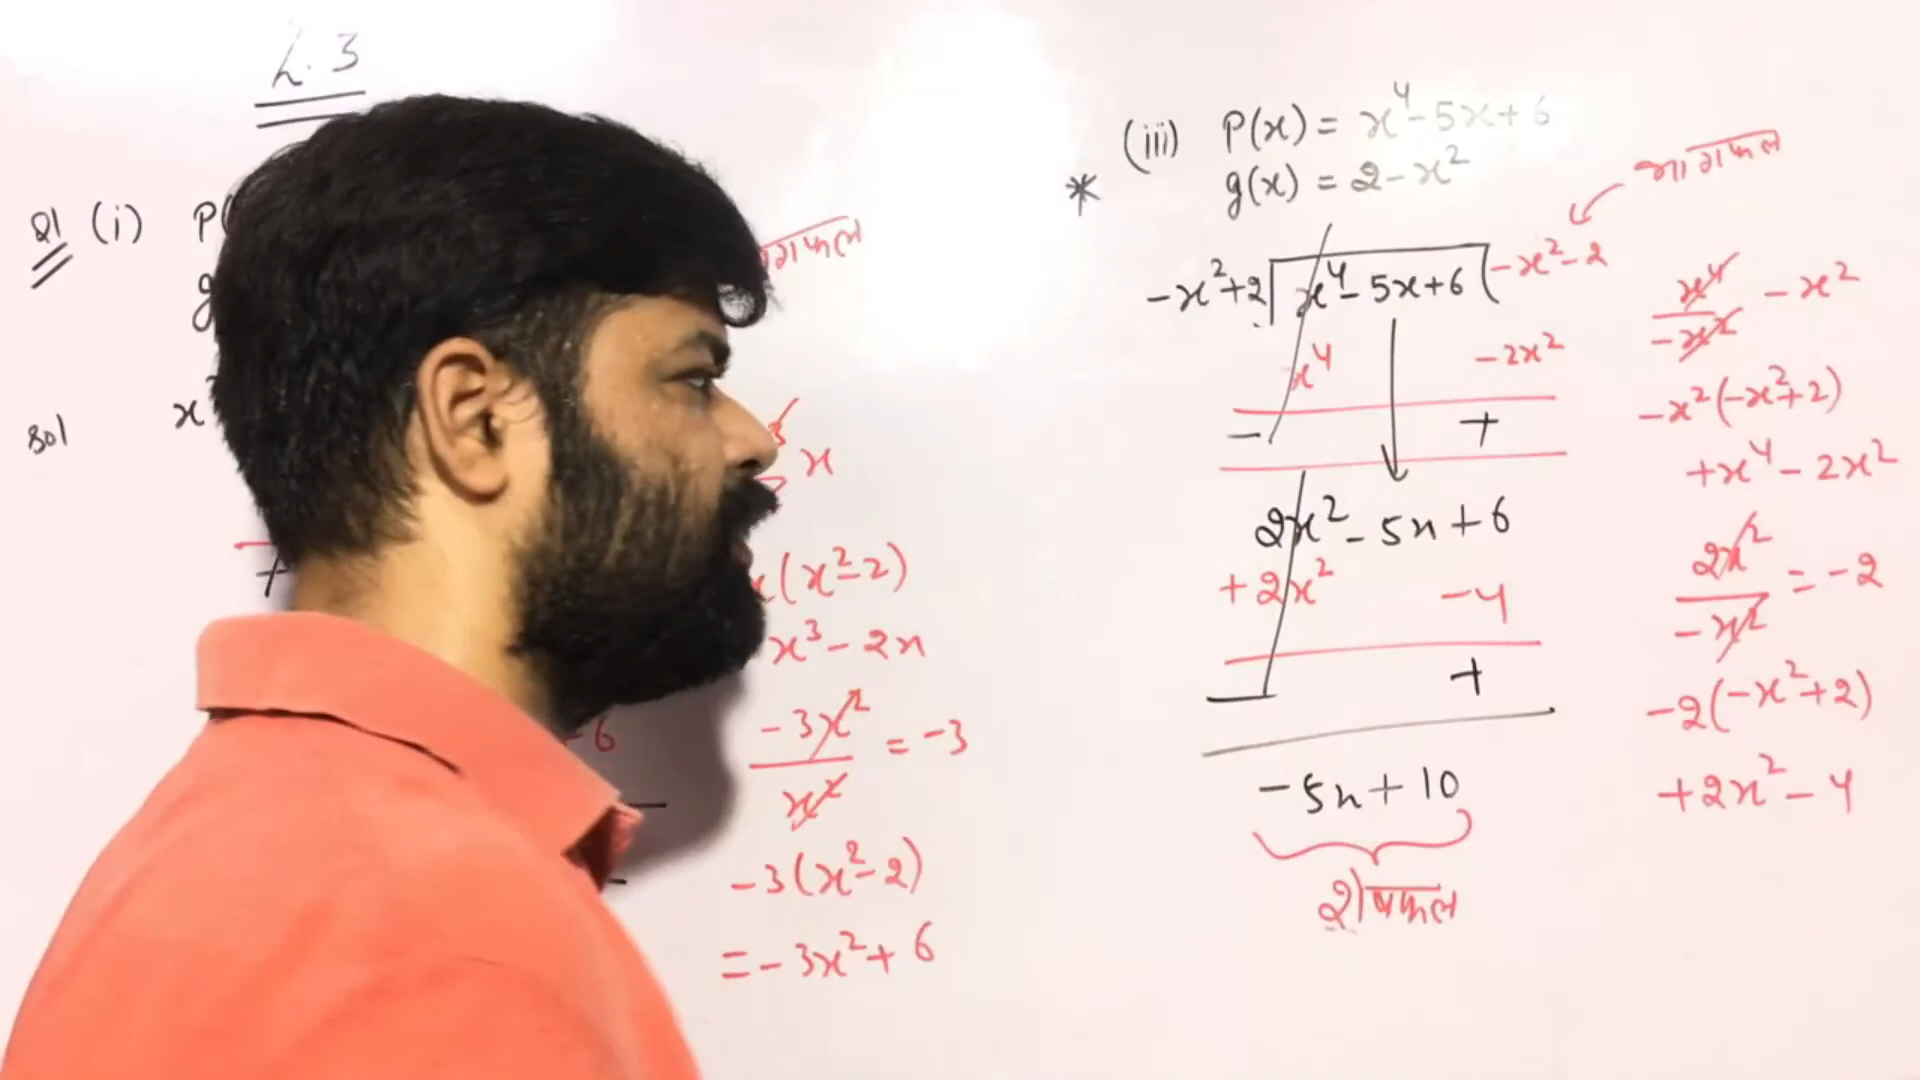 L.3
Q1 (i) P(
g
sol x
+
x
x(x²-2)
x³ - 2x
-3x²
x² = -3
-3(x²-2)
= -3x² + 6
- 6
(iii) P(x) = x⁴ - 5x + 6
* g(x) = 2 - x²
भागफल
-x²+2 ) x⁴ - 5x + 6 ( -x² - 2
x⁴ - 2x²
- +
2x² - 5x + 6
+ 2x² - 4
- +
-5x + 10
शेषफल
x⁴
-x² - x²
-x²(-x²+2)
+x⁴ - 2x²
2x²
-x² = -2
-2(-x²+2)
+2x² - 4